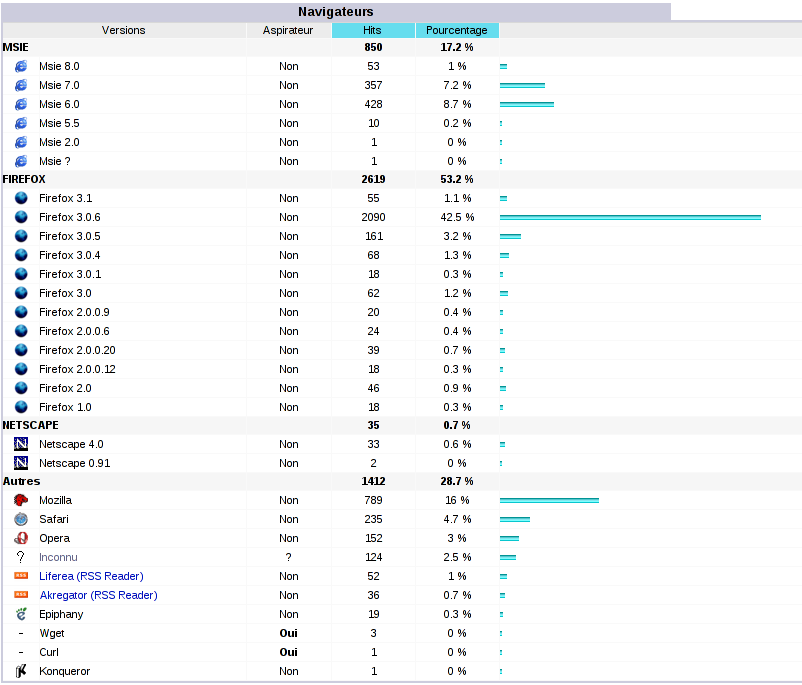 Navigateurs
Versions Aspirateur Hits Pourcentage
MSIE 850 17.2 %
Msie 8.0 Non 53 1 %
Msie 7.0 Non 357 7.2 %
Msie 6.0 Non 428 8.7 %
Msie 5.5 Non 10 0.2 %
Msie 2.0 Non 1 0 %
Msie ? Non 1 0 %
FIREFOX 2619 53.2 %
Firefox 3.1 Non 55 1.1 %
Firefox 3.0.6 Non 2090 42.5 %
Firefox 3.0.5 Non 161 3.2 %
Firefox 3.0.4 Non 68 1.3 %
Firefox 3.0.1 Non 18 0.3 %
Firefox 3.0 Non 62 1.2 %
Firefox 2.0.0.9 Non 20 0.4 %
Firefox 2.0.0.6 Non 24 0.4 %
Firefox 2.0.0.20 Non 39 0.7 %
Firefox 2.0.0.12 Non 18 0.3 %
Firefox 2.0 Non 46 0.9 %
Firefox 1.0 Non 18 0.3 %
NETSCAPE 35 0.7 %
N Netscape 4.0 Non 33 0.6 %
N Netscape 0.91 Non 2 0 %
Autres 1412 28.7 %
Mozilla Non 789 16 %
Safari Non 235 4.7 %
Opera Non 152 3 %
? Inconnu ? 124 2.5 %
Liferea (RSS Reader) Non 52 1 %
Akregator (RSS Reader) Non 36 0.7 %
Epiphany Non 19 0.3 %
- Wget Oui 3 0 %
- Curl Oui 1 0 %
K Konqueror Non 1 0 %